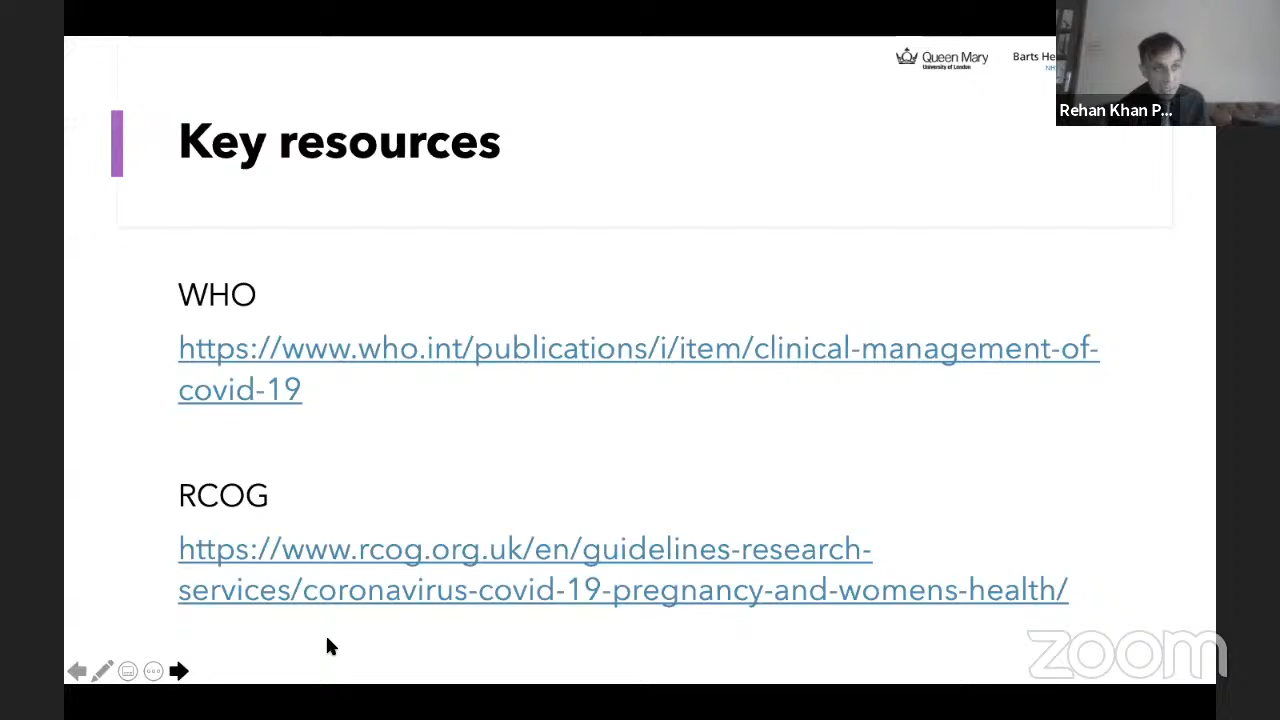 Queen Mary
University of London
Barts He
NH
Rehan Khan P...
Key resources
WHO
https://www.who.int/publications/i/item/clinical-management-of-
covid-19
RCOG
https://www.rcog.org.uk/en/guidelines-research-
services/coronavirus-covid-19-pregnancy-and-womens-health/
zoom